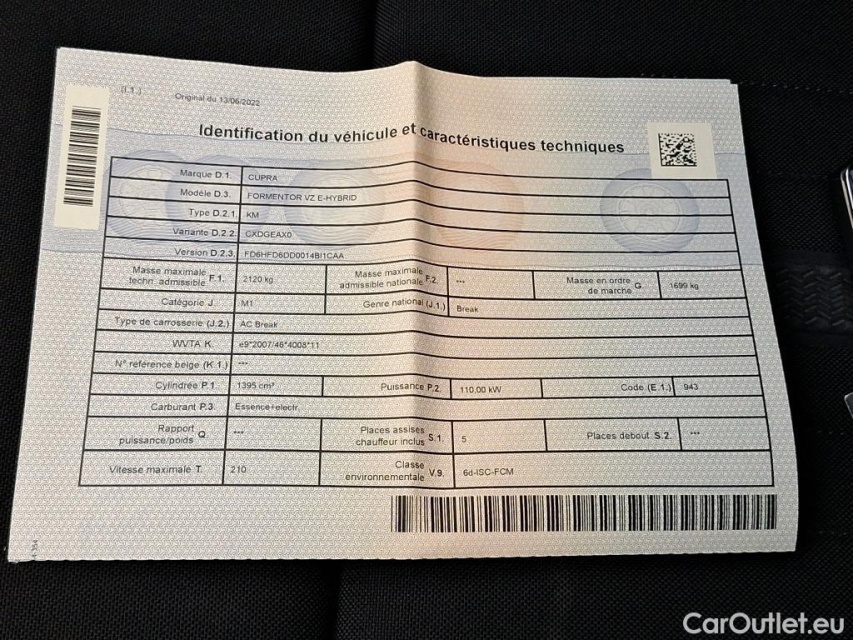 (I.1.)
Original du 13/06/2022
Identification du véhicule et caractéristiques techniques
Marque D.1. CUPRA
Modèle D.3. FORMENTOR VZ E-HYBRID
Type D.2.1. KM
Variante D.2.2. CXDGEAX0
Version D.2.3. FD6HFD6DD0014BI1CAA
Masse maximale techn. admissible F.1. 2120 kg Masse maximale admissible nationale F.2. --- Masse en ordre de marche G. 1699 kg
Catégorie J. M1 Genre national (J.1.) Break
Type de carrosserie (J.2.) AC Break
WVTA K. e9*2007/46*4008*11
N° référence belge (K.1.) ---
Cylindrée P.1. 1395 cm³ Puissance P.2. 110,00 kW Code (E.1.) 943
Carburant P.3. Essence+electr.
Rapport puissance/poids Q. --- Places assises chauffeur inclus S.1. 5 Places debout S.2. ---
Vitesse maximale T. 210 Classe environnementale V.9. 6d-ISC-FCM
CarOutlet.eu